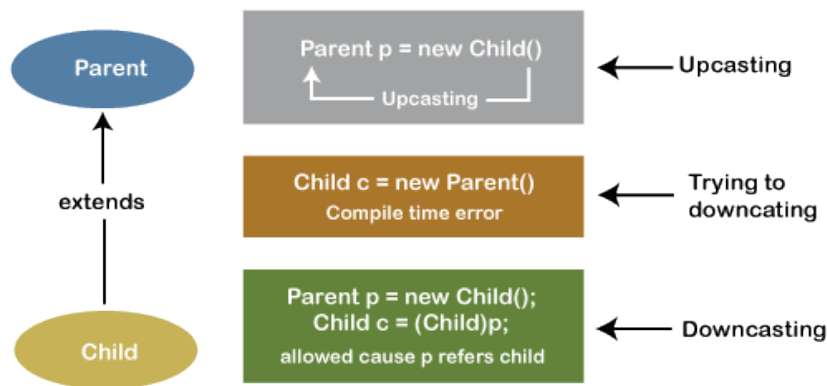 Parent
extends
Child
Parent p = new Child()
Upcasting
Upcasting
Child c = new Parent()
Compile time error
Trying to
downcating
Parent p = new Child();
Child c = (Child)p;
allowed cause p refers child
Downcasting